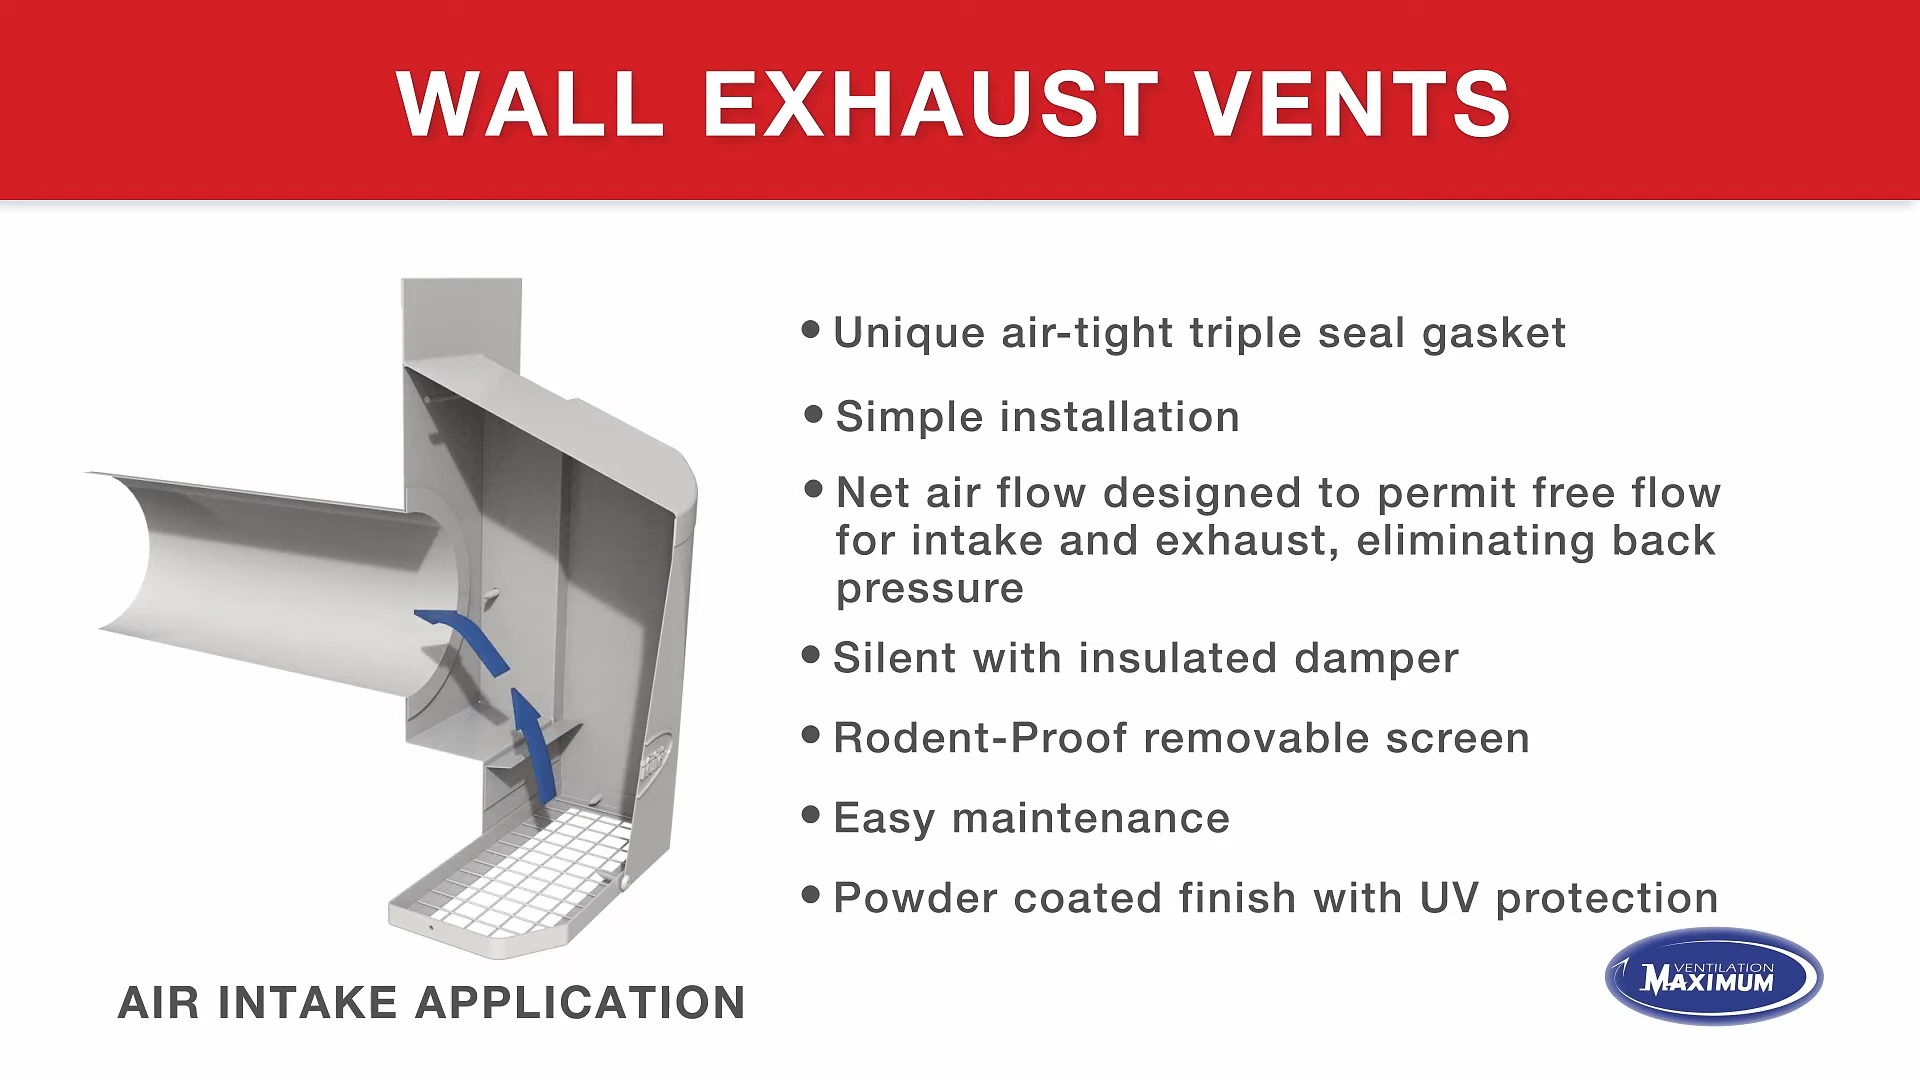 WALL EXHAUST VENTS
• Unique air-tight triple seal gasket
• Simple installation
• Net air flow designed to permit free flow
for intake and exhaust, eliminating back
pressure
• Silent with insulated damper
• Rodent-Proof removable screen
• Easy maintenance
• Powder coated finish with UV protection
AIR INTAKE APPLICATION
VENTILATION
MAXIMUM